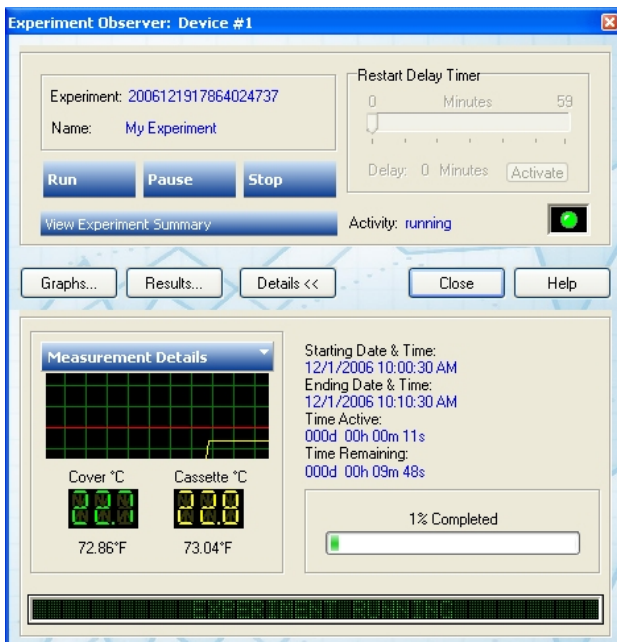 Experiment Observer: Device #1
Experiment: 2006121917864024737
Name: My Experiment
Restart Delay Timer
0 Minutes 59
Delay: 0 Minutes Activate
Run Pause Stop
View Experiment Summary
Activity: running
Graphs... Results... Details << Close Help
Measurement Details
Starting Date & Time:
12/1/2006 10:00:30 AM
Ending Date & Time:
12/1/2006 10:10:30 AM
Time Active:
000d 00h 00m 11s
Time Remaining:
000d 00h 09m 48s
Cover °C Cassette °C
22.8
72.86°F 73.04°F
1% Completed
EXPERIMENT RUNNING